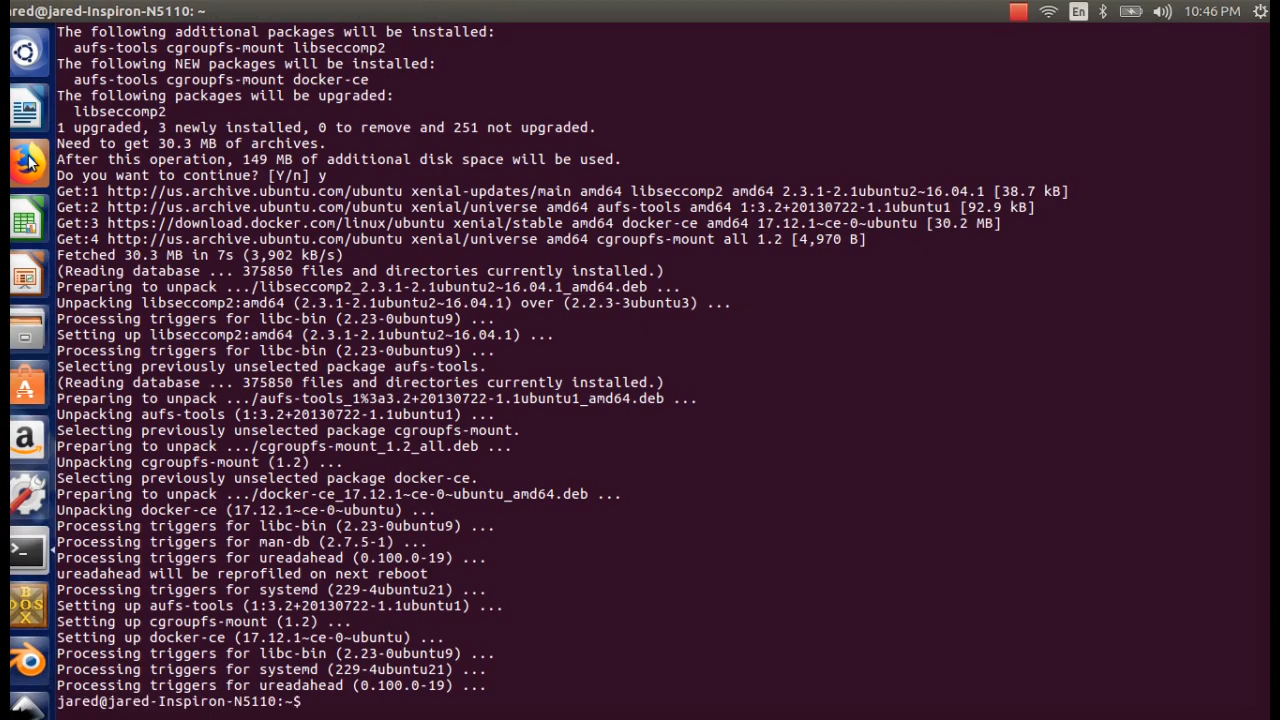 red@jared-Inspiron-N5110: ~
En
10:46 PM
The following additional packages will be installed:
  aufs-tools cgroupfs-mount libseccomp2
The following NEW packages will be installed:
  aufs-tools cgroupfs-mount docker-ce
The following packages will be upgraded:
  libseccomp2
1 upgraded, 3 newly installed, 0 to remove and 251 not upgraded.
Need to get 30.3 MB of archives.
After this operation, 149 MB of additional disk space will be used.
Do you want to continue? [Y/n] y
Get:1 http://us.archive.ubuntu.com/ubuntu xenial-updates/main amd64 libseccomp2 amd64 2.3.1-2.1ubuntu2~16.04.1 [38.7 kB]
Get:2 http://us.archive.ubuntu.com/ubuntu xenial/universe amd64 aufs-tools amd64 1:3.2+20130722-1.1ubuntu1 [92.9 kB]
Get:3 https://download.docker.com/linux/ubuntu xenial/stable amd64 docker-ce amd64 17.12.1~ce-0~ubuntu [30.2 MB]
Get:4 http://us.archive.ubuntu.com/ubuntu xenial/universe amd64 cgroupfs-mount all 1.2 [4,970 B]
Fetched 30.3 MB in 7s (3,902 kB/s)
(Reading database ... 375850 files and directories currently installed.)
Preparing to unpack .../libseccomp2_2.3.1-2.1ubuntu2~16.04.1_amd64.deb ...
Unpacking libseccomp2:amd64 (2.3.1-2.1ubuntu2~16.04.1) over (2.2.3-3ubuntu3) ...
Processing triggers for libc-bin (2.23-0ubuntu9) ...
Setting up libseccomp2:amd64 (2.3.1-2.1ubuntu2~16.04.1) ...
Processing triggers for libc-bin (2.23-0ubuntu9) ...
Selecting previously unselected package aufs-tools.
(Reading database ... 375850 files and directories currently installed.)
Preparing to unpack .../aufs-tools_1%3a3.2+20130722-1.1ubuntu1_amd64.deb ...
Unpacking aufs-tools (1:3.2+20130722-1.1ubuntu1) ...
Selecting previously unselected package cgroupfs-mount.
Preparing to unpack .../cgroupfs-mount_1.2_all.deb ...
Unpacking cgroupfs-mount (1.2) ...
Selecting previously unselected package docker-ce.
Preparing to unpack .../docker-ce_17.12.1~ce-0~ubuntu_amd64.deb ...
Unpacking docker-ce (17.12.1~ce-0~ubuntu) ...
Processing triggers for libc-bin (2.23-0ubuntu9) ...
Processing triggers for man-db (2.7.5-1) ...
Processing triggers for ureadahead (0.100.0-19) ...
ureadahead will be reprofiled on next reboot
Processing triggers for systemd (229-4ubuntu21) ...
Setting up aufs-tools (1:3.2+20130722-1.1ubuntu1) ...
Setting up cgroupfs-mount (1.2) ...
Setting up docker-ce (17.12.1~ce-0~ubuntu) ...
Processing triggers for libc-bin (2.23-0ubuntu9) ...
Processing triggers for systemd (229-4ubuntu21) ...
Processing triggers for ureadahead (0.100.0-19) ...
jared@jared-Inspiron-N5110:~$
a
>_
B
DOS
X